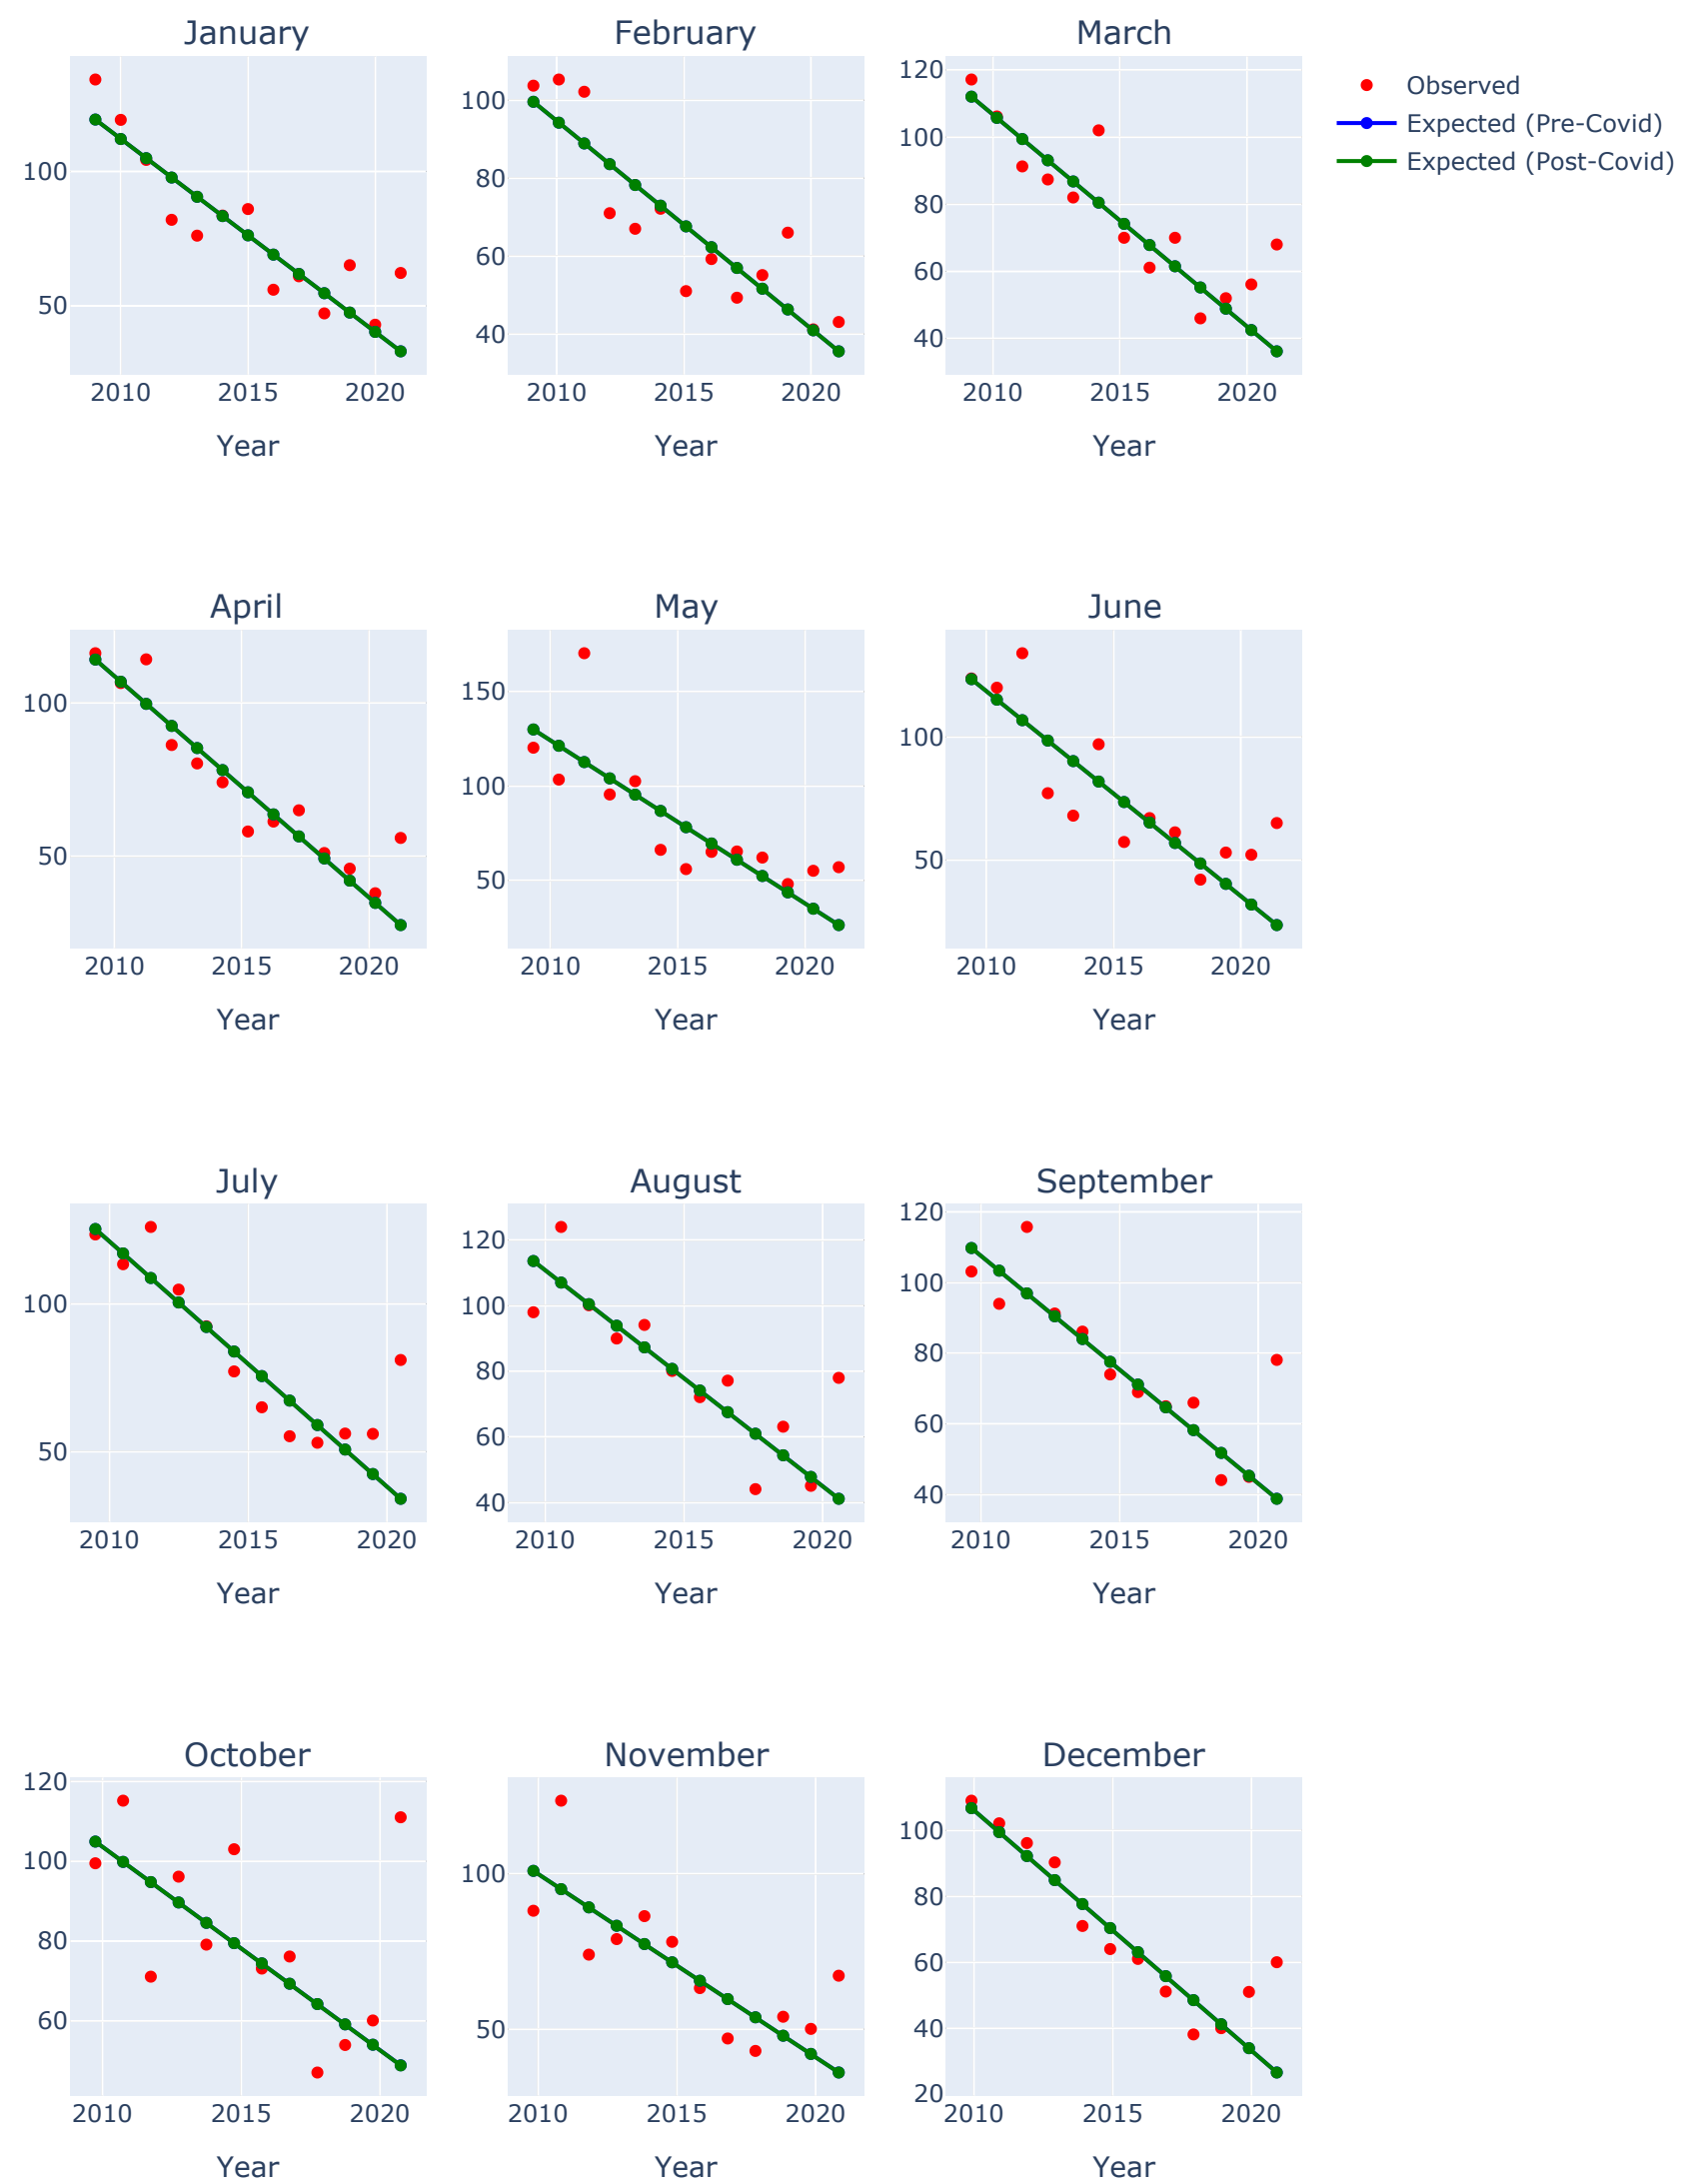 January February March
120
100
100
100
80
80
60
60
50
40
40
2010 2015 2020 2010 2015 2020 2010 2015 2020
Year Year Year
Observed
Expected (Pre-Covid)
Expected (Post-Covid)
April May June
100
50
150
100
50
100
50
2010 2015 2020 2010 2015 2020 2010 2015 2020
Year Year Year
July August September
100
50
120
100
80
60
40
120
100
80
60
40
2010 2015 2020 2010 2015 2020 2010 2015 2020
Year Year Year
October November December
120
100
80
60
100
50
100
80
60
40
20
2010 2015 2020 2010 2015 2020 2010 2015 2020
Year Year Year